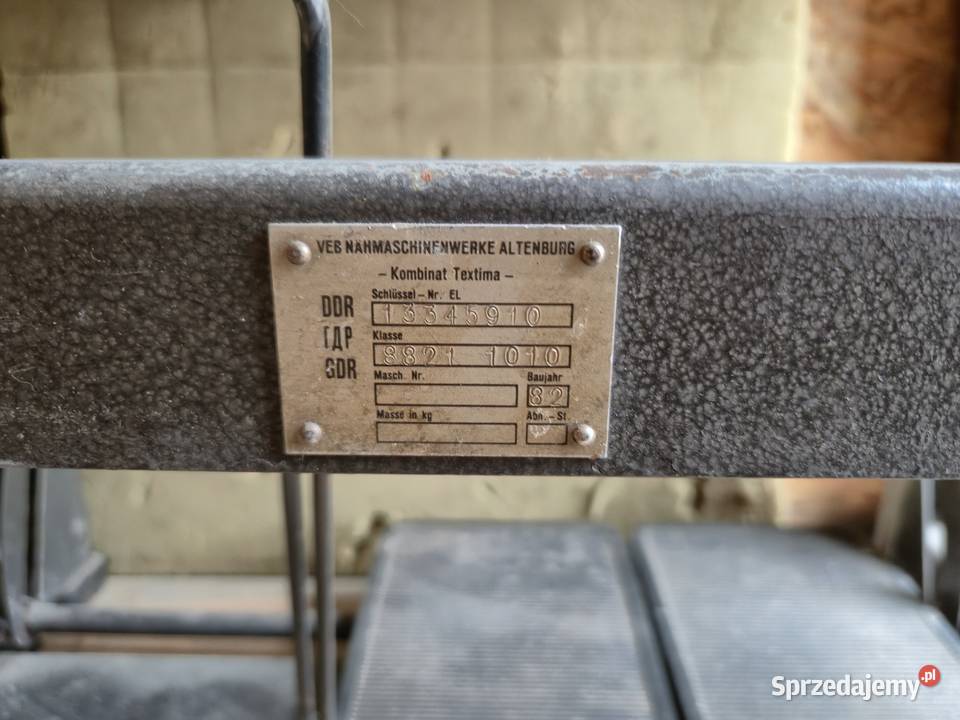 VEB NÄHMASCHINENWERKE ALTENBURG
– Kombinat Textima –
Schlüssel – Nr. EL
DDR 13345910
Klasse
ГДР 8821 1010
GDR
Masch. Nr. Baujahr
82
Masse in kg Abn. – St.
Sprzedajemy.pl